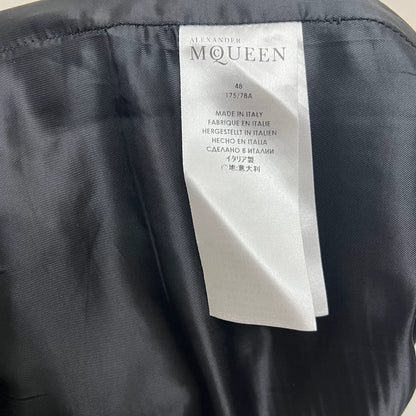 ALEXANDER
McQUEEN
48
175/78A
MADE IN ITALY
FABRIQUE EN ITALIE
HERGESTELLT IN ITALIEN
HECHO EN ITALIA
СДЕЛАНО В ИТАЛИИ
イタリア製
产地:意大利